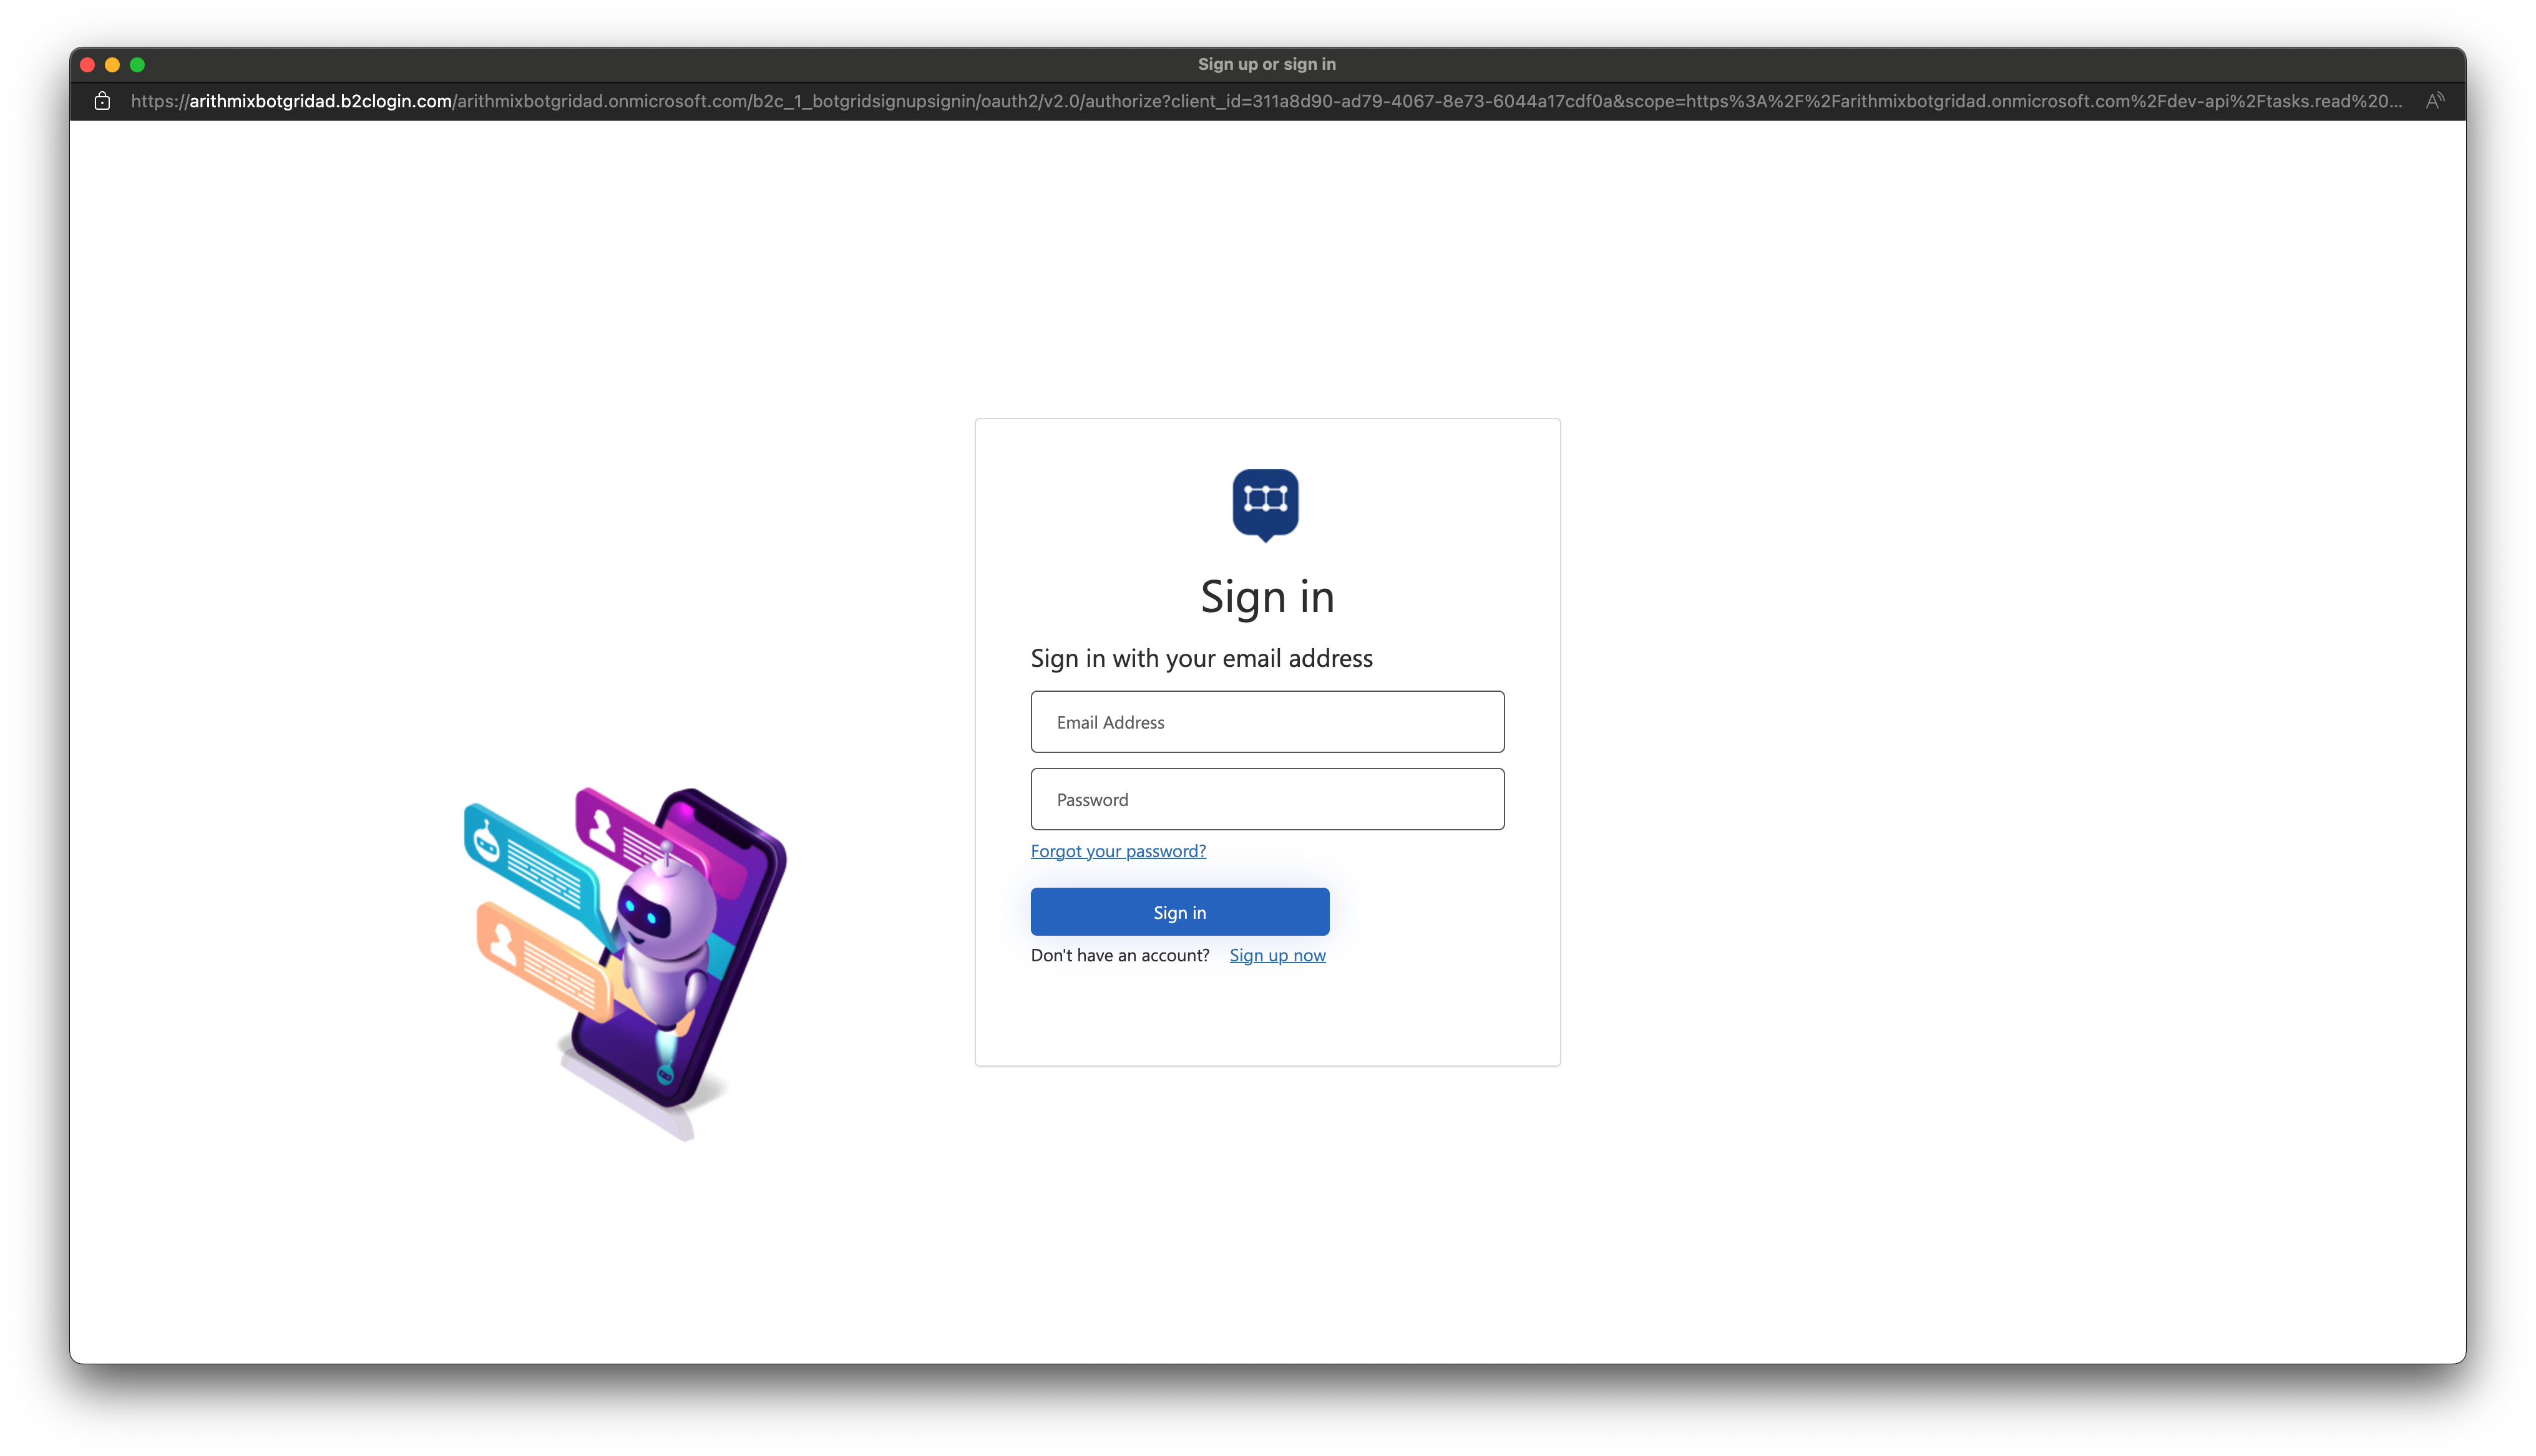 Sign up or sign in
https://arithmixbotgridad.b2clogin.com/arithmixbotgridad.onmicrosoft.com/b2c_1_botgridsignupsignin/oauth2/v2.0/authorize?client_id=311a8d90-ad79-4067-8e73-6044a17cdf0a&scope=https%3A%2F%2Farithmixbotgridad.onmicrosoft.com%2Fdev-api%2Ftasks.read%20...
Sign in
Sign in with your email address
Email Address
Password
Forgot your password?
Sign in
Don't have an account? Sign up now